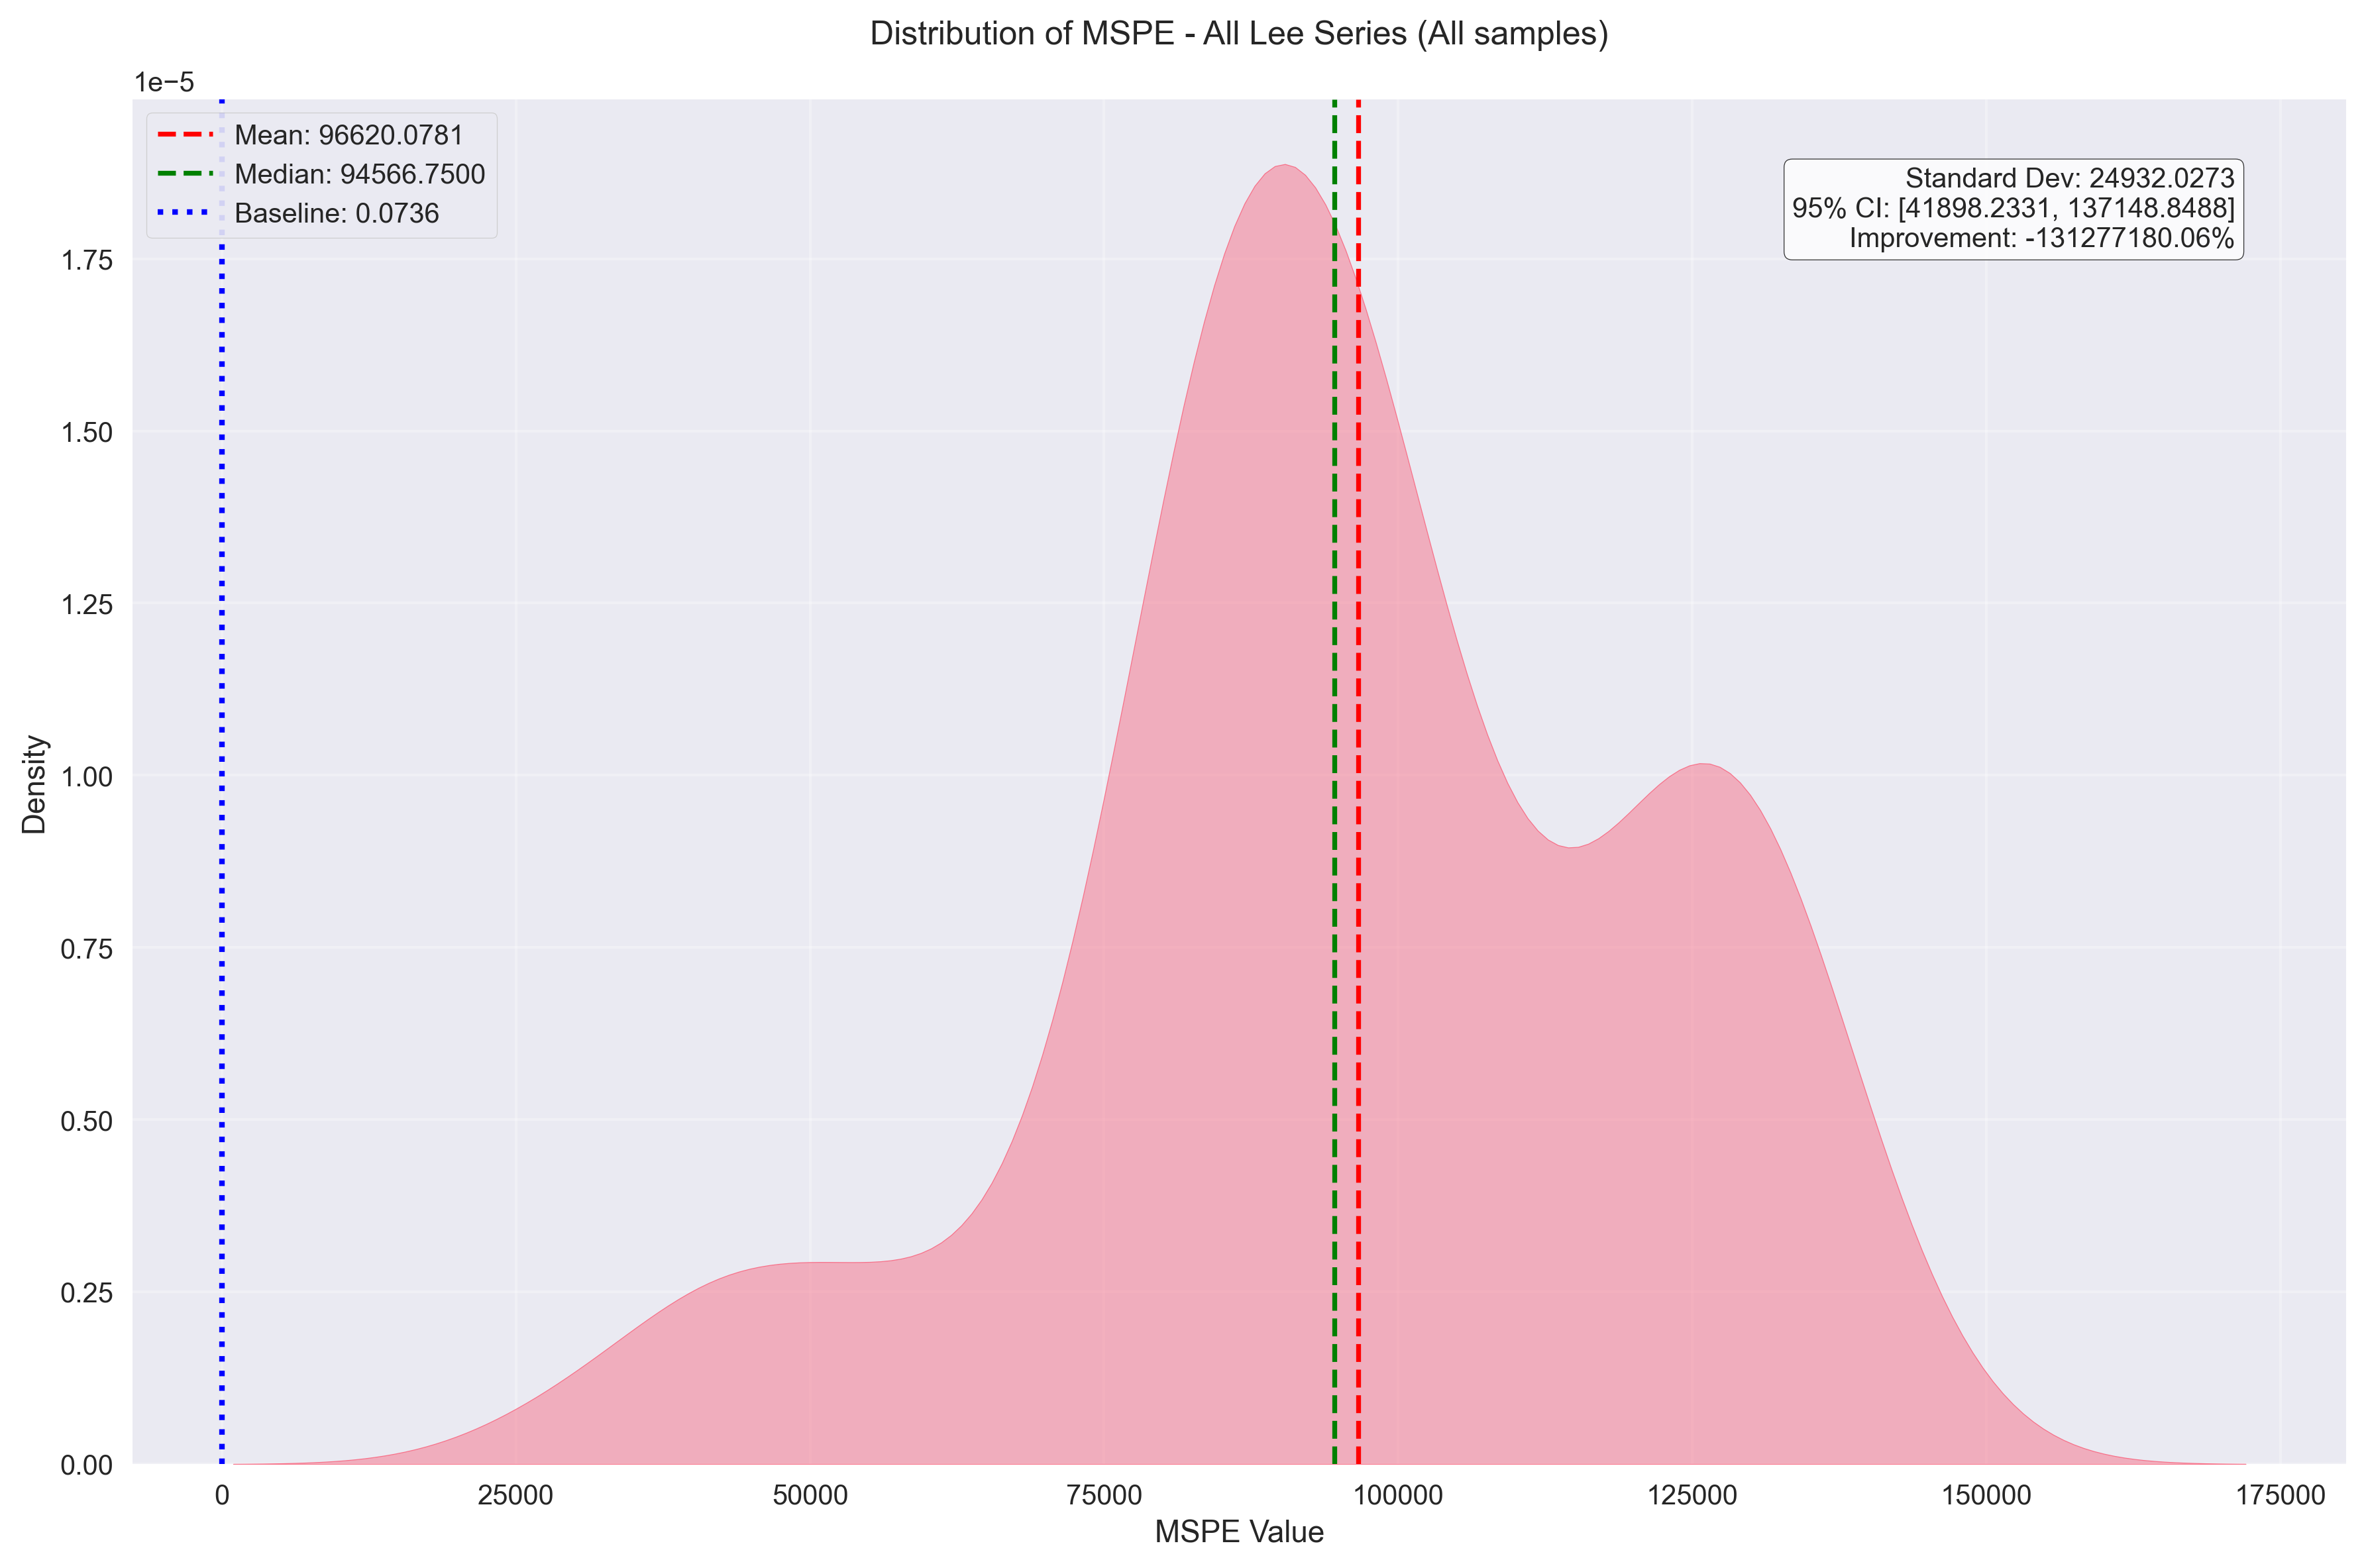 Distribution of MSPE - All Lee Series (All samples)
1e−5
Mean: 96620.0781
Median: 94566.7500
Baseline: 0.0736
Standard Dev: 24932.0273
95% CI: [41898.2331, 137148.8488]
Improvement: -131277180.06%
1.75
1.50
1.25
1.00
0.75
0.50
0.25
0.00
Density
0
25000
50000
75000
100000
125000
150000
175000
MSPE Value